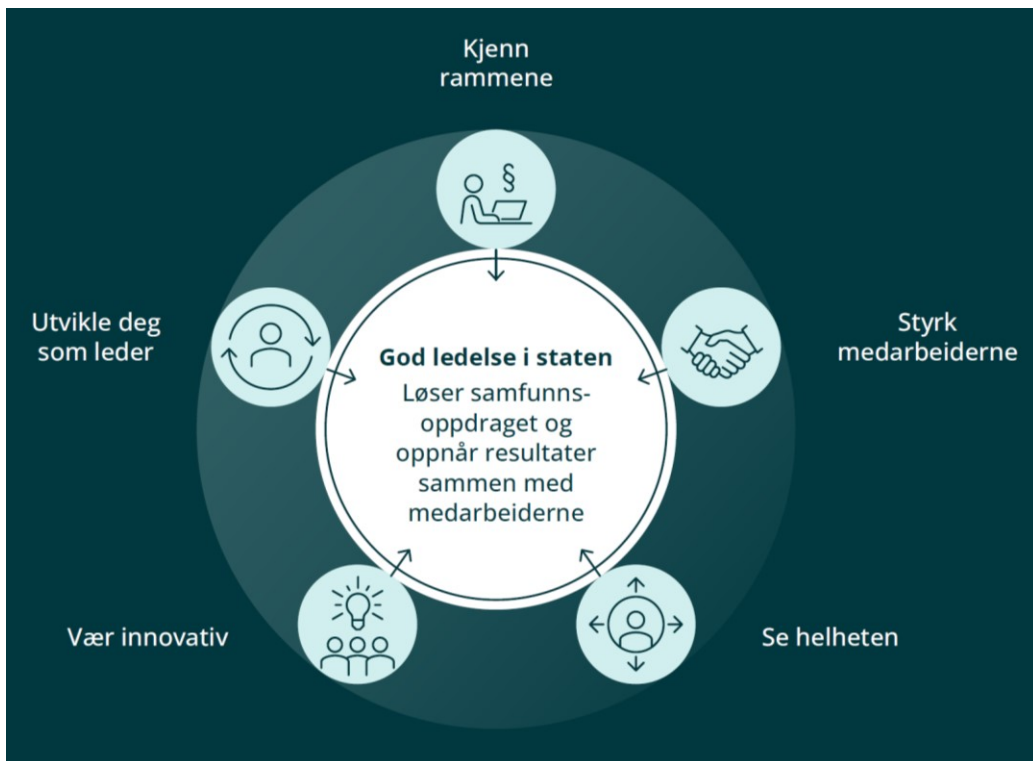 Kjenn
rammene
§
Utvikle deg
som leder
Styrk
medarbeiderne
God ledelse i staten
Løser samfunns-
oppdraget og
oppnår resultater
sammen med
medarbeiderne
Vær innovativ
Se helheten